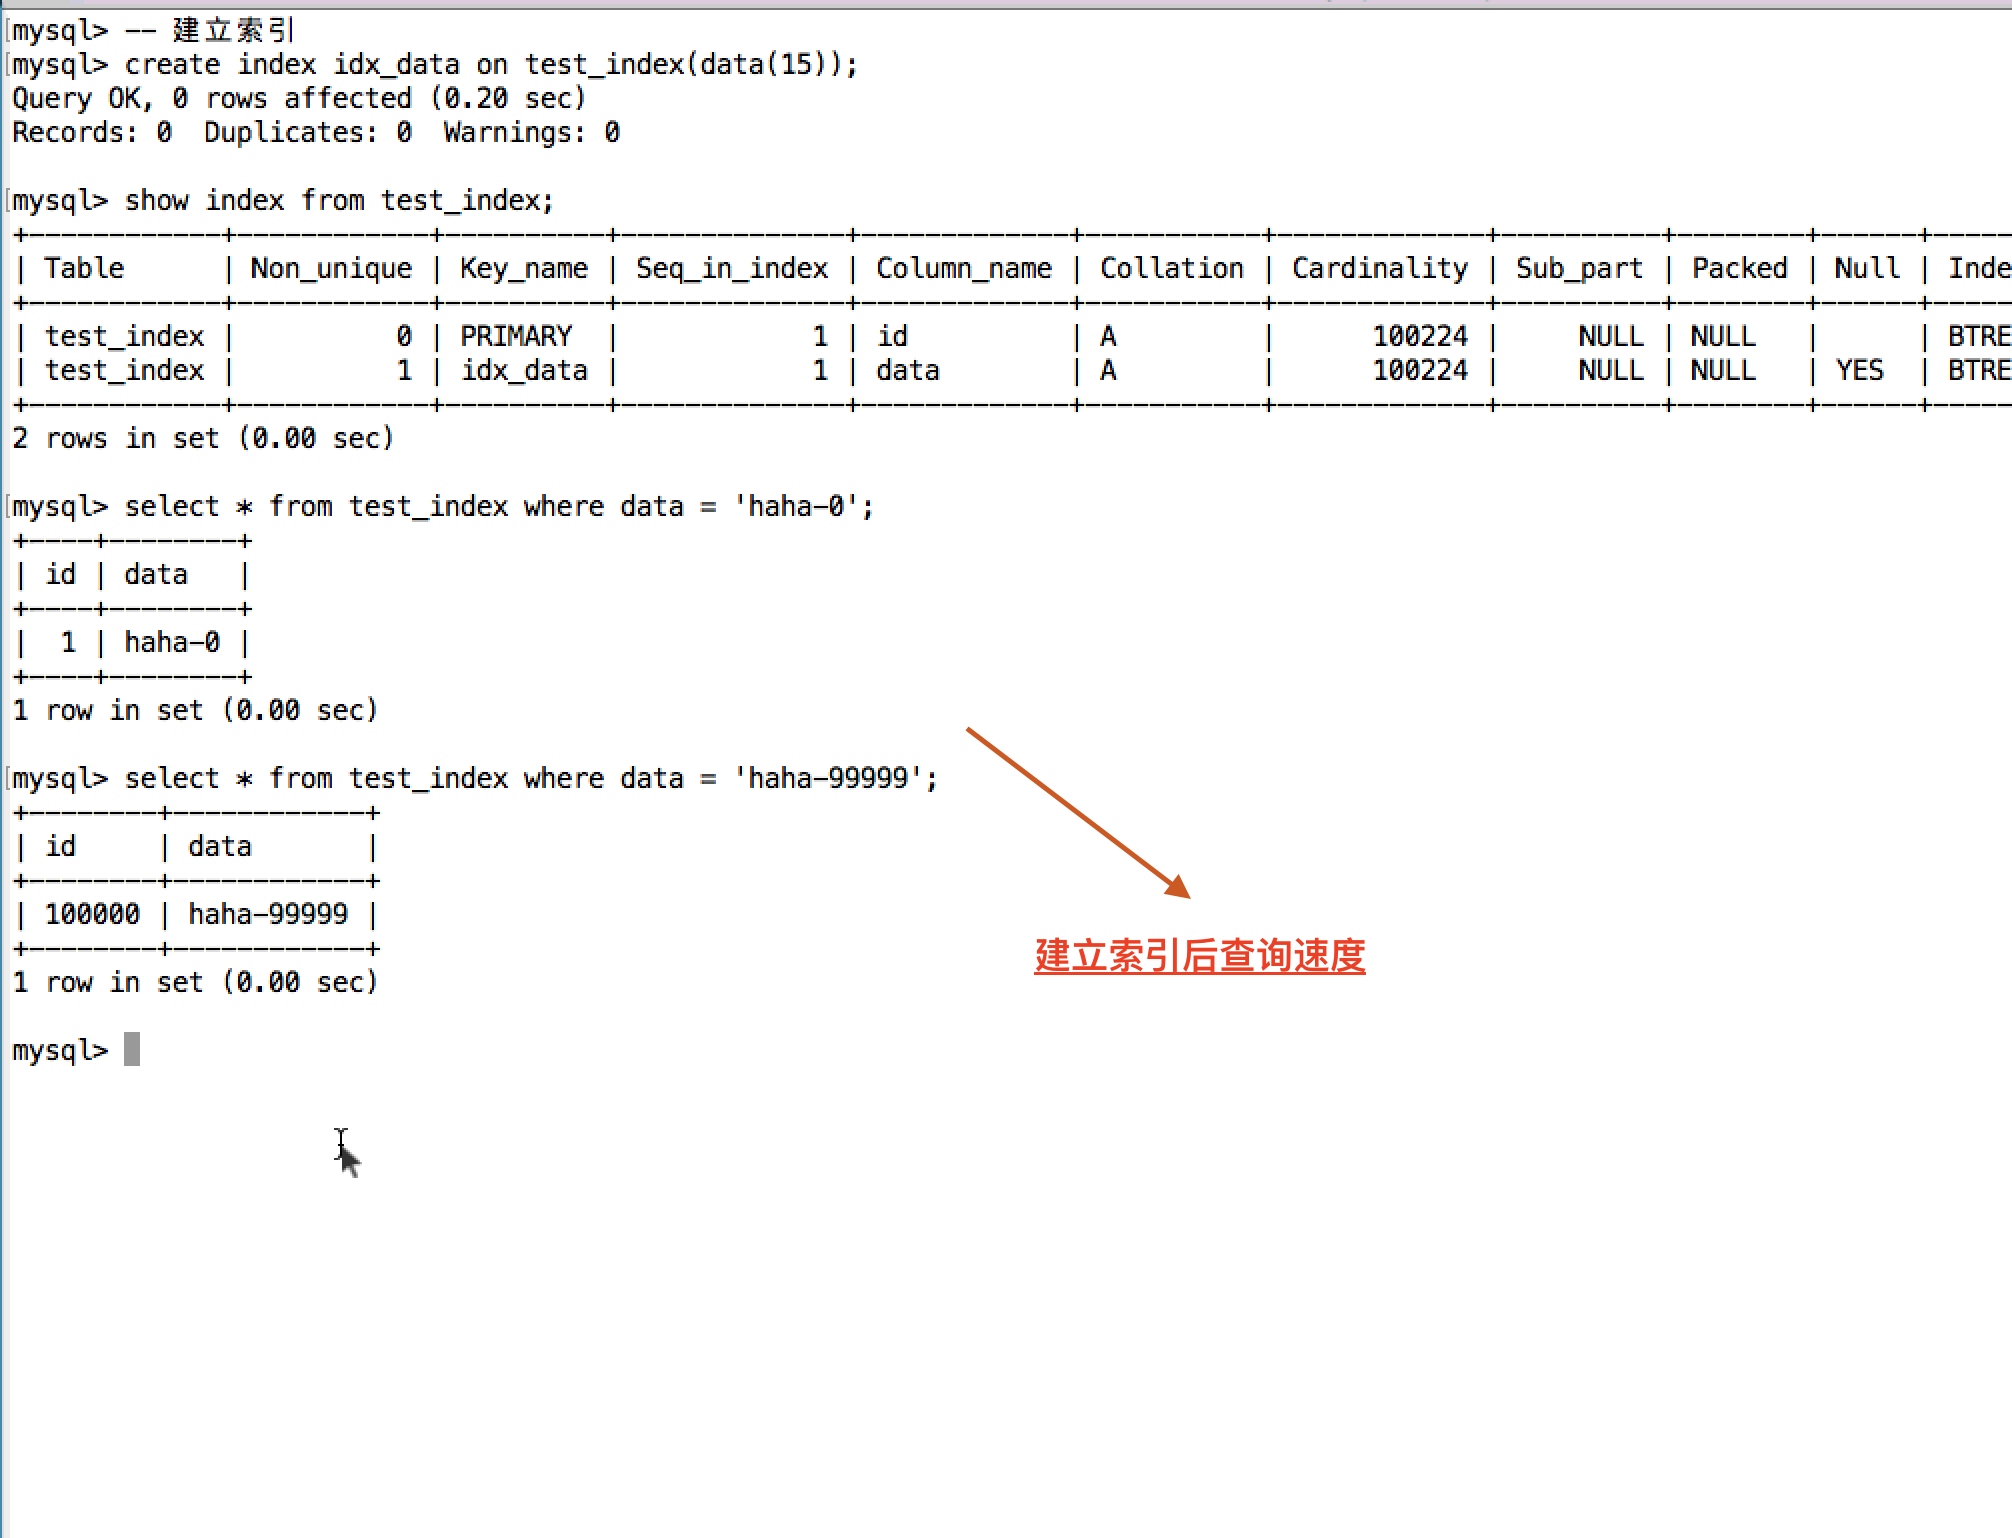 mysql> -- 建立索引
mysql> create index idx_data on test_index(data(15));
Query OK, 0 rows affected (0.20 sec)
Records: 0  Duplicates: 0  Warnings: 0
mysql> show index from test_index;
+------------+------------+----------+--------------+-------------+-----------+-------------+----------+--------+------+-----
| Table      | Non_unique | Key_name | Seq_in_index | Column_name | Collation | Cardinality | Sub_part | Packed | Null | Inde
+------------+------------+----------+--------------+-------------+-----------+-------------+----------+--------+------+-----
| test_index |          0 | PRIMARY  |            1 | id          | A         |      100224 |     NULL | NULL   |      | BTRE
| test_index |          1 | idx_data |            1 | data        | A         |      100224 |     NULL | NULL   | YES  | BTRE
+------------+------------+----------+--------------+-------------+-----------+-------------+----------+--------+------+-----
2 rows in set (0.00 sec)
mysql> select * from test_index where data = 'haha-0';
+----+--------+
| id | data   |
+----+--------+
|  1 | haha-0 |
+----+--------+
1 row in set (0.00 sec)
mysql> select * from test_index where data = 'haha-99999';
+--------+------------+
| id     | data       |
+--------+------------+
| 100000 | haha-99999 |
+--------+------------+
建立索引后查询速度
1 row in set (0.00 sec)
mysql>